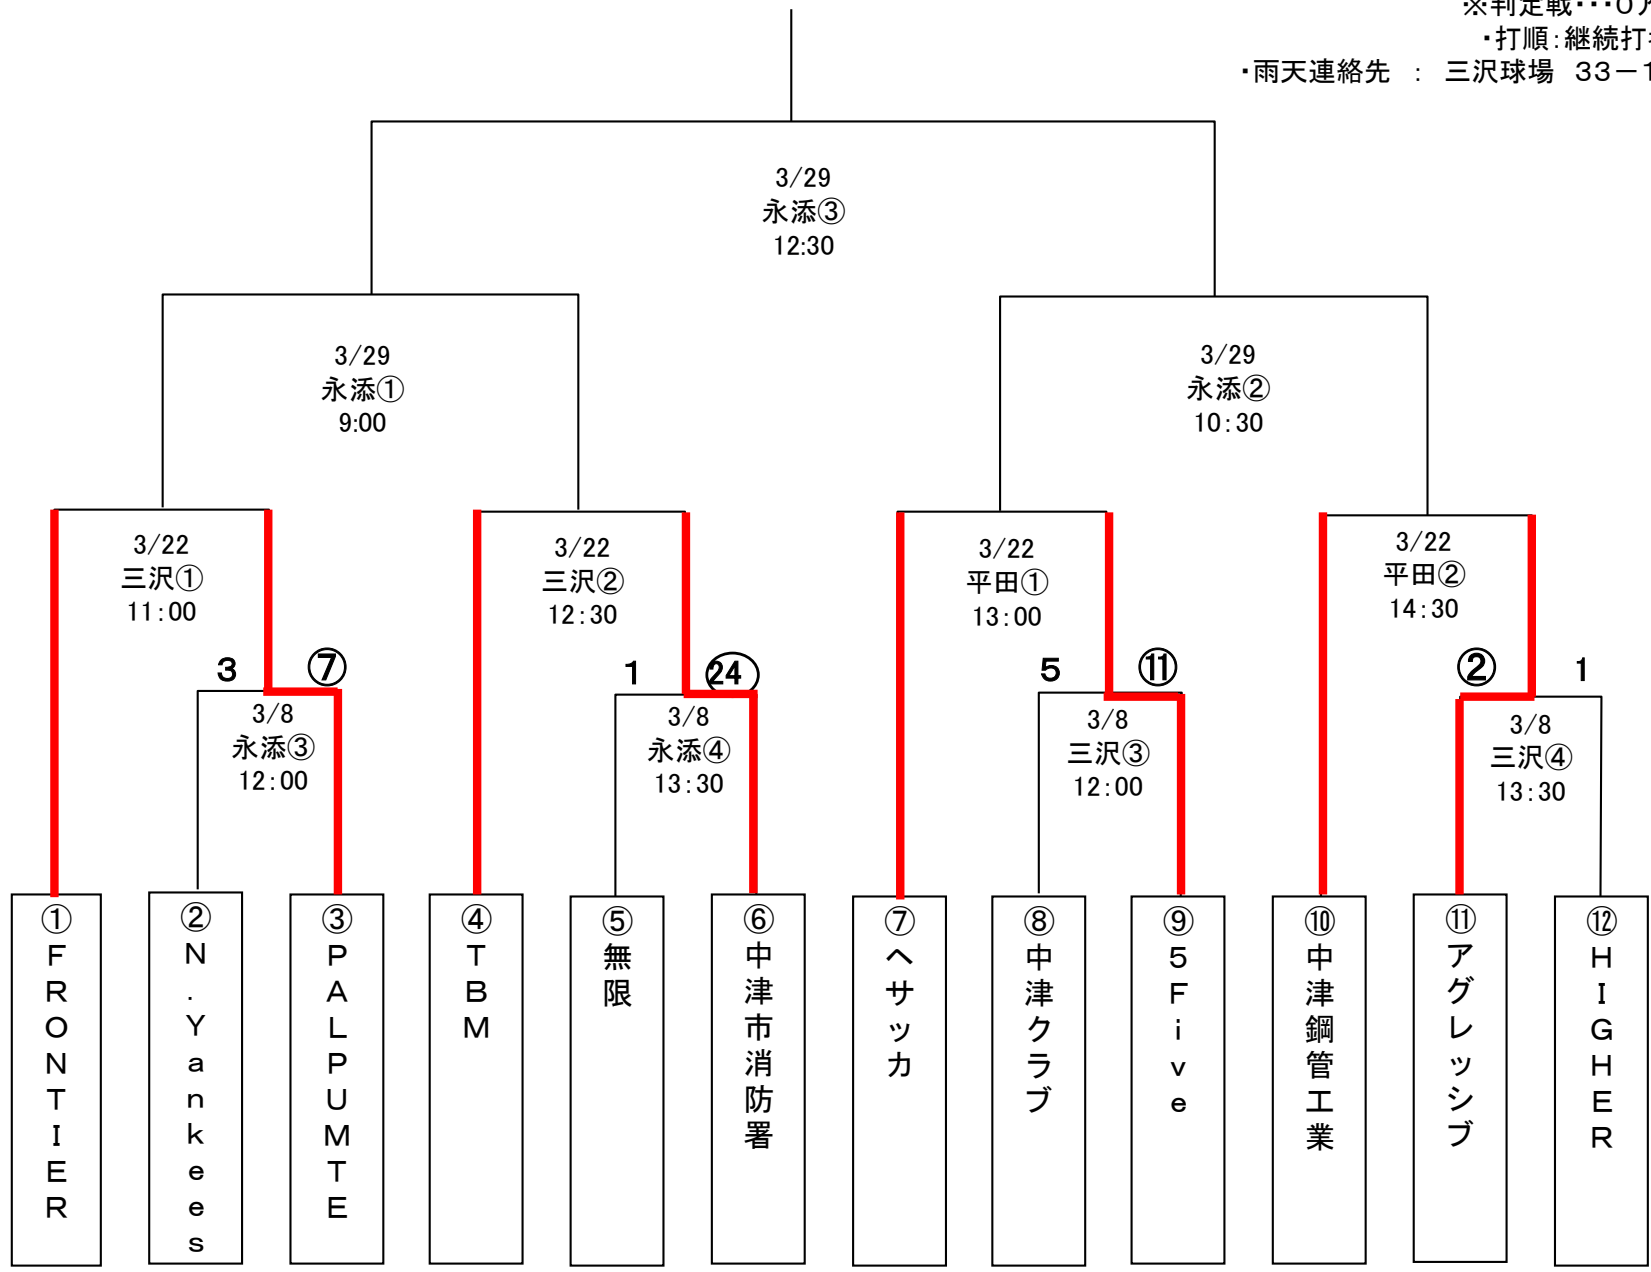 ※判定戦・・・0ア
・打順：継続打
・雨天連絡先 ： 三沢球場 33－1
3/29
永添③
12:30
3/29
永添①
9:00
3/29
永添②
10:30
3/22
三沢①
11:00
3/22
三沢②
12:30
3/22
平田①
13:00
3/22
平田②
14:30
3 ⑦
1 24
5 ⑪
② 1
3/8
永添③
12:00
3/8
永添④
13:30
3/8
三沢③
12:00
3/8
三沢④
13:30
①FRONTIER
②N.Yankees
③PALPUMTE
④TBM
⑤無限
⑥中津市消防署
⑦ヘサッカ
⑧中津クラブ
⑨5Five
⑩中津鋼管工業
⑪アグレッシブ
⑫HIGHER